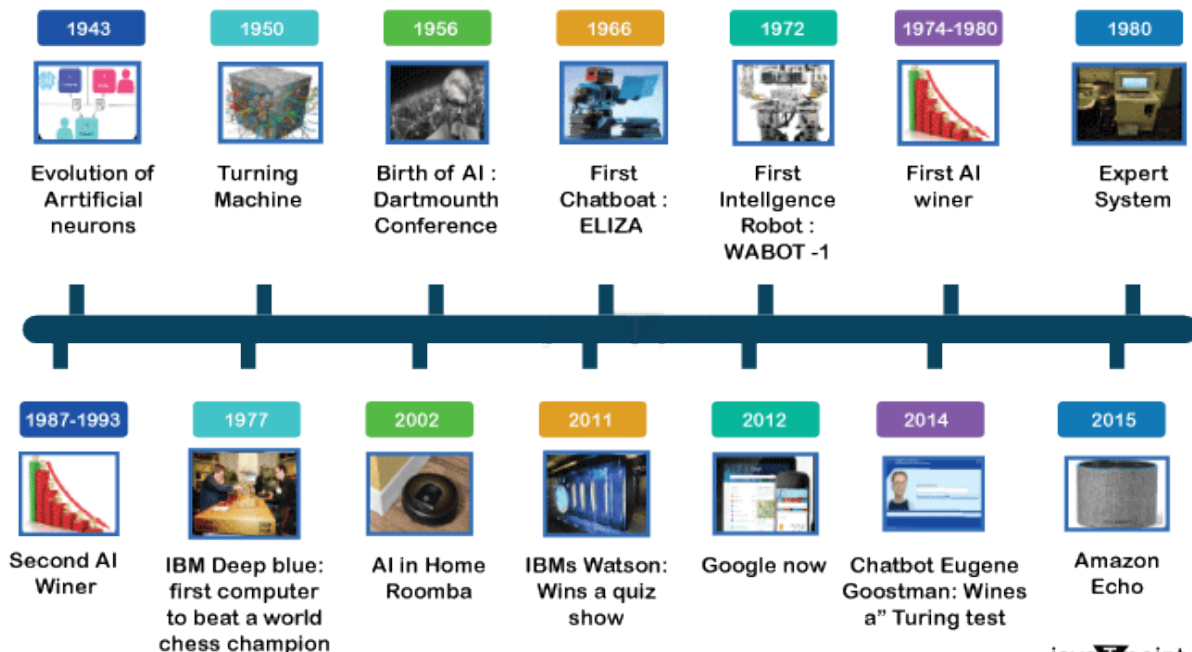 1943
1950
1956
1966
1972
1974-1980
1980
Evolution of
Arrtificial
neurons
Turning
Machine
Birth of AI :
Dartmounth
Conference
First
Chatboat :
ELIZA
First
Intellgence
Robot :
WABOT -1
First AI
winer
Expert
System
1987-1993
1977
2002
2011
2012
2014
2015
Second AI
Winer
IBM Deep blue:
first computer
to beat a world
chess champion
AI in Home
Roomba
IBMs Watson:
Wins a quiz
show
Google now
Chatbot Eugene
Goostman: Wines
a” Turing test
Amazon
Echo